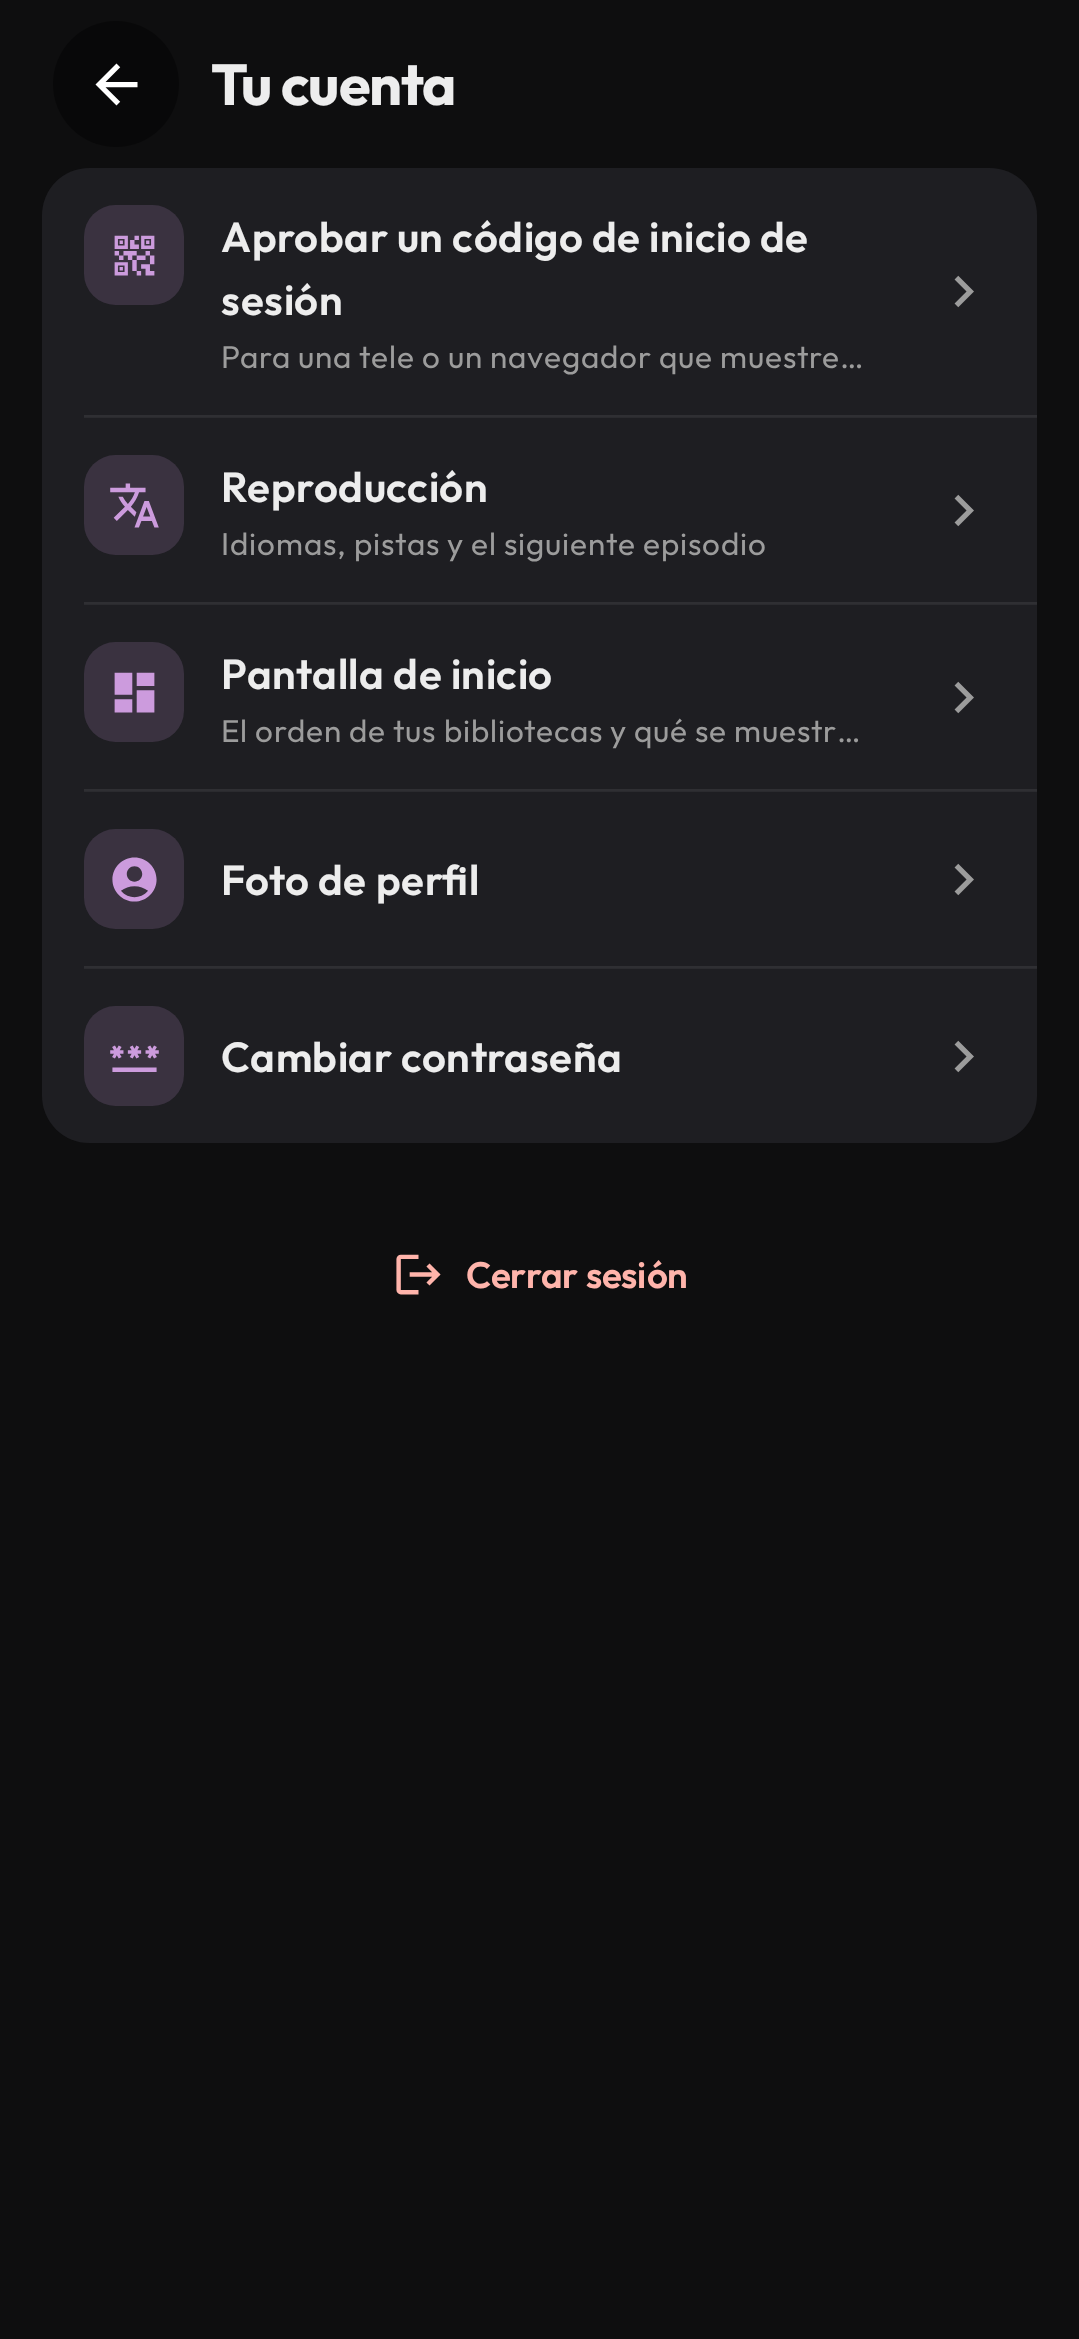 Tu cuenta
Aprobar un código de inicio de
sesión
Para una tele o un navegador que muestre...
Reproducción
Idiomas, pistas y el siguiente episodio
Pantalla de inicio
El orden de tus bibliotecas y qué se muestr...
Foto de perfil
Cambiar contraseña
Cerrar sesión